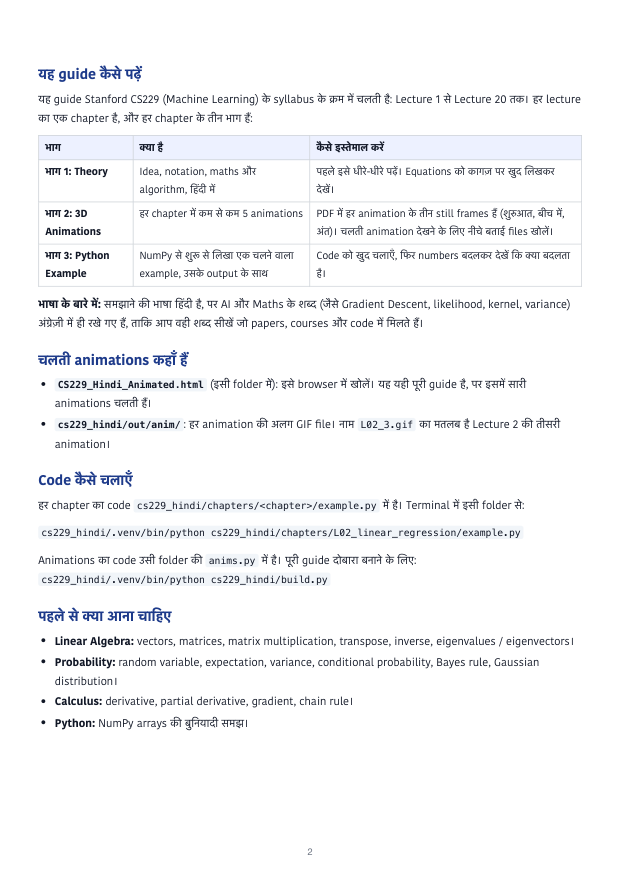 यह guide कैसे पढ़ें
यह guide Stanford CS229 (Machine Learning) के syllabus के क्रम में चलती है: Lecture 1 से Lecture 20 तक। हर lecture
का एक chapter है, और हर chapter के तीन भाग हैं:
भाग क्या है कैसे इस्तेमाल करें
भाग 1: Theory Idea, notation, maths और पहले इसे धीरे-धीरे पढ़ें। Equations को कागज पर खुद लिखकर
algorithm, हिंदी में देखें।
भाग 2: 3D हर chapter में कम से कम 5 animations PDF में हर animation के तीन still frames हैं (शुरुआत, बीच में,
Animations अंत)। चलती animation देखने के लिए नीचे बताई files खोलें।
भाग 3: Python NumPy से शुरू से लिखा एक चलने वाला Code को खुद चलाएँ, फिर numbers बदलकर देखें कि क्या बदलता
Example example, उसके output के साथ है।
भाषा के बारे में: समझाने की भाषा हिंदी है, पर AI और Maths के शब्द (जैसे Gradient Descent, likelihood, kernel, variance)
अंग्रेज़ी में ही रखे गए हैं, ताकि आप वही शब्द सीखें जो papers, courses और code में मिलते हैं।
चलती animations कहाँ हैं
• CS229_Hindi_Animated.html (इसी folder में): इसे browser में खोलें। यह यही पूरी guide है, पर इसमें सारी
animations चलती हैं।
• cs229_hindi/out/anim/ : हर animation की अलग GIF file। नाम L02_3.gif का मतलब है Lecture 2 की तीसरी
animation।
Code कैसे चलाएँ
हर chapter का code cs229_hindi/chapters/<chapter>/example.py में है। Terminal में इसी folder से:
cs229_hindi/.venv/bin/python cs229_hindi/chapters/L02_linear_regression/example.py
Animations का code उसी folder की anims.py में है। पूरी guide दोबारा बनाने के लिए:
cs229_hindi/.venv/bin/python cs229_hindi/build.py
पहले से क्या आना चाहिए
• Linear Algebra: vectors, matrices, matrix multiplication, transpose, inverse, eigenvalues / eigenvectors।
• Probability: random variable, expectation, variance, conditional probability, Bayes rule, Gaussian
distribution।
• Calculus: derivative, partial derivative, gradient, chain rule।
• Python: NumPy arrays की बुनियादी समझ।
2